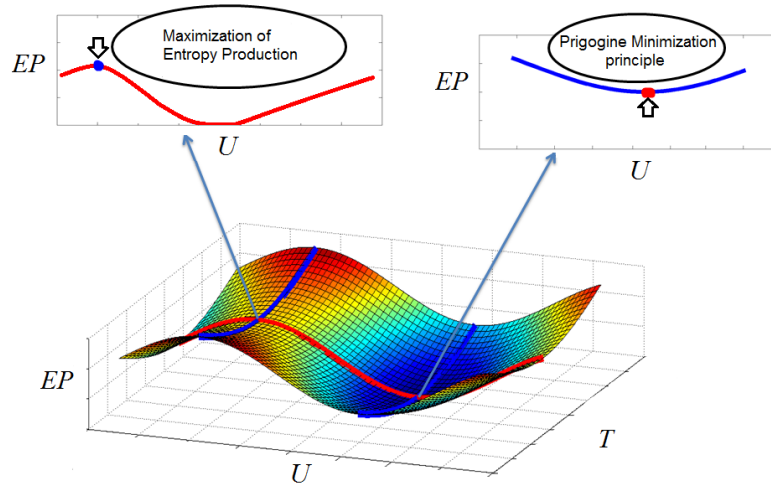 Maximization of
Entropy Production
EP
U
Prigogine Minimization
principle
EP
U
EP
U
T